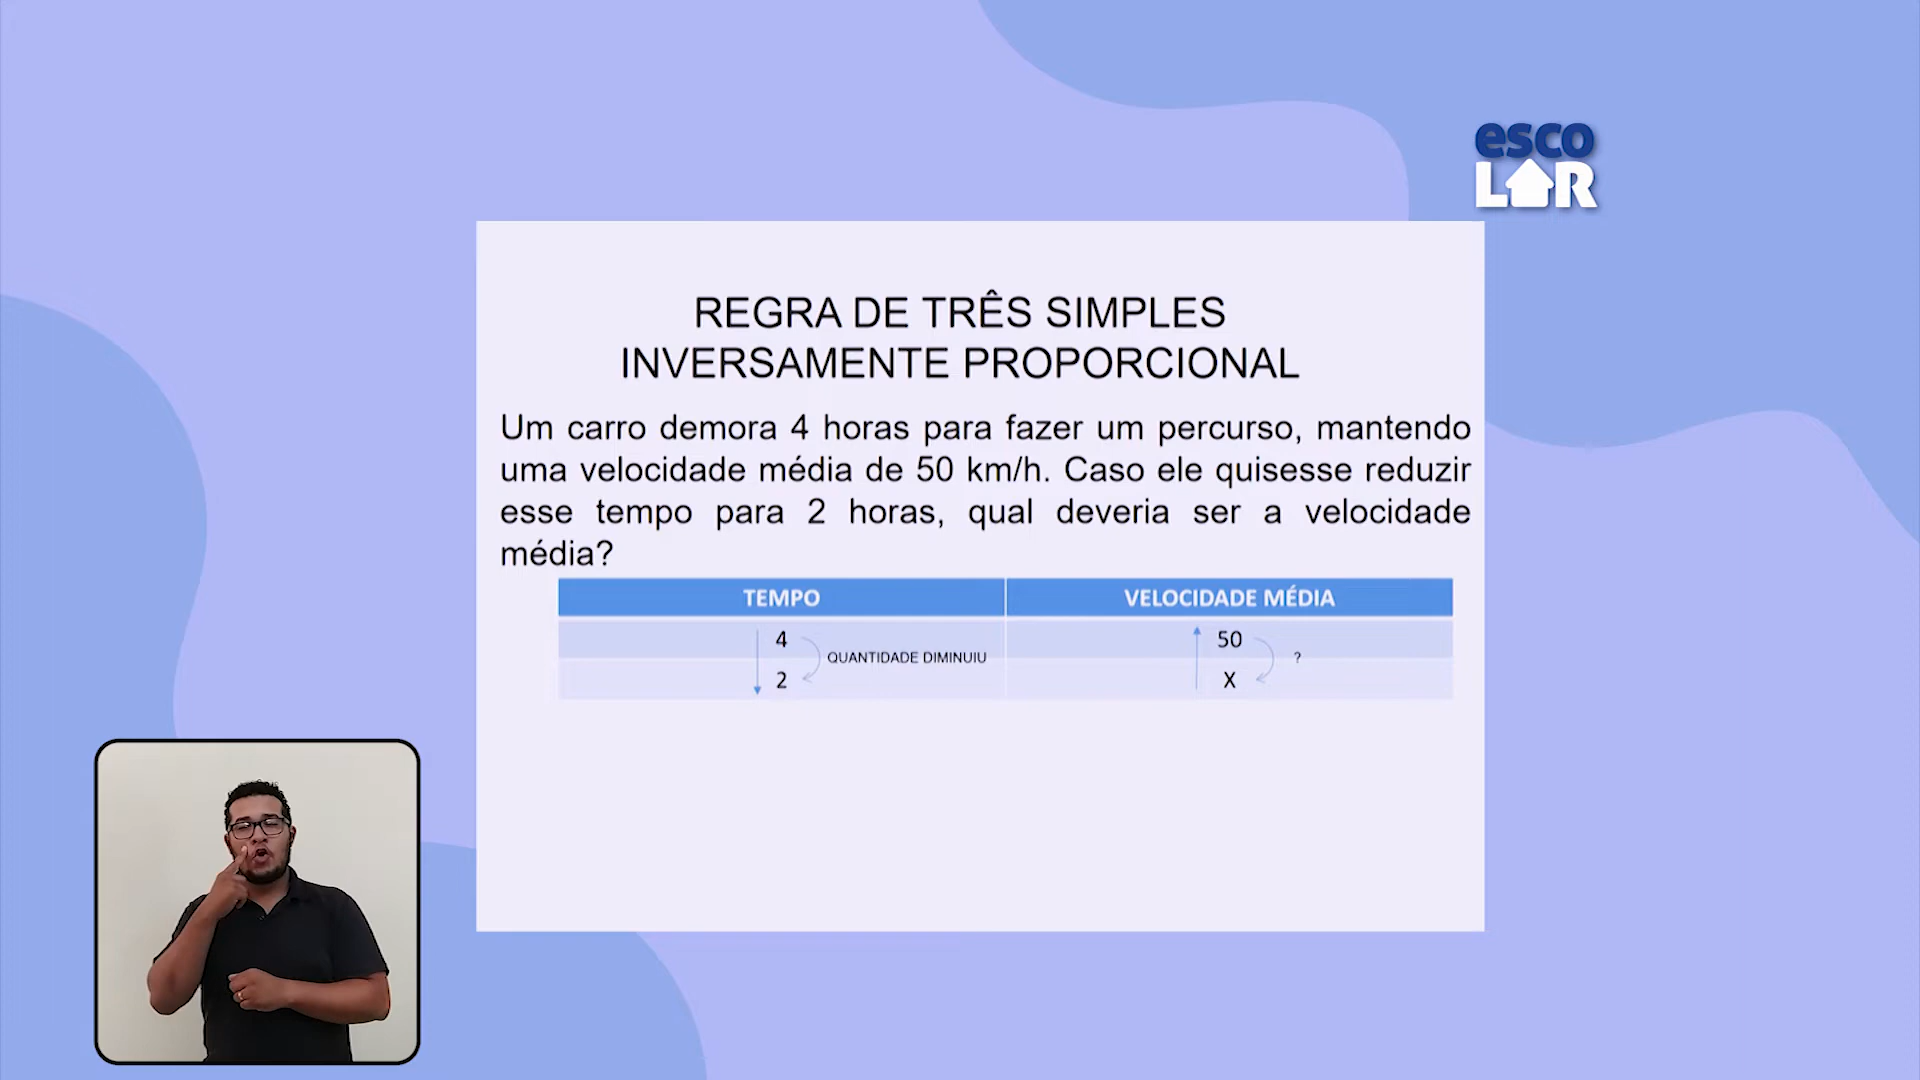 esco
LAR
REGRA DE TRÊS SIMPLES
INVERSAMENTE PROPORCIONAL
Um carro demora 4 horas para fazer um percurso, mantendo
uma velocidade média de 50 km/h. Caso ele quisesse reduzir
esse tempo para 2 horas, qual deveria ser a velocidade
média?
TEMPO VELOCIDADE MÉDIA
4 50
QUANTIDADE DIMINUIU ?
2 X